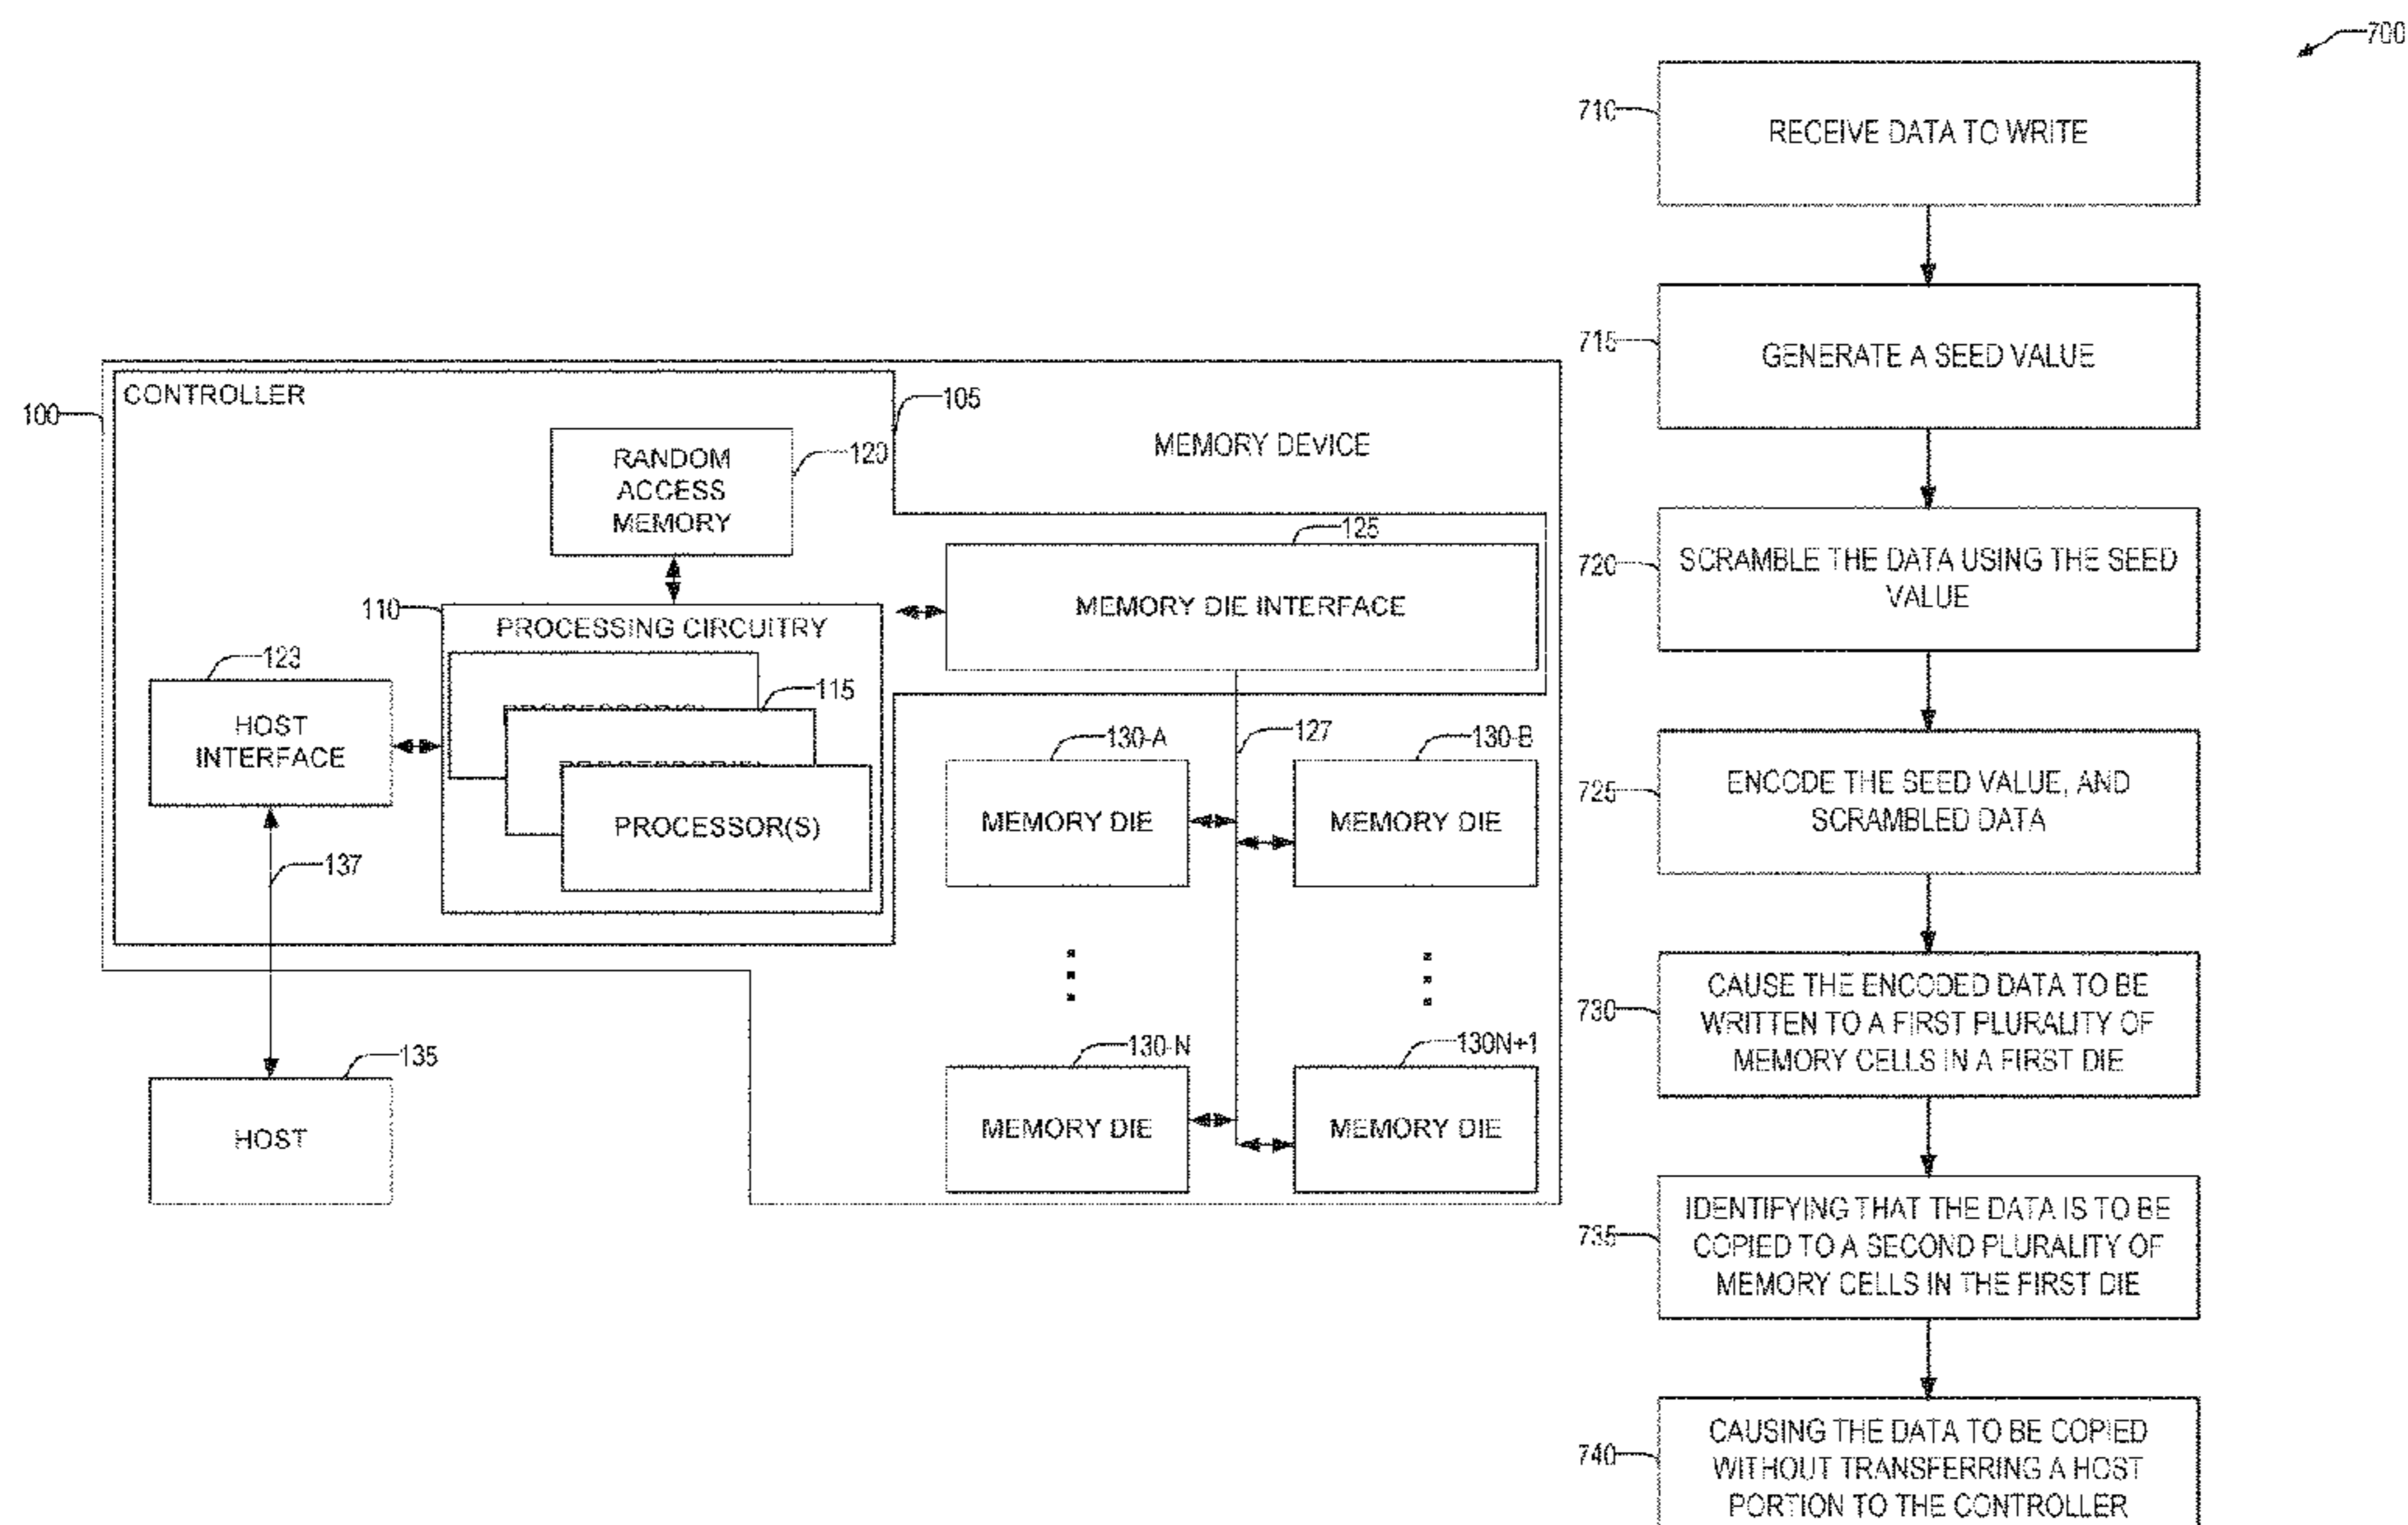 CONTROLLER
100
105
RANDOM
ACCESS
MEMORY
120
MEMORY DEVICE
125
MEMORY DIE INTERFACE
110
PROCESSING CIRCUITRY
123
HOST
INTERFACE
115
PROCESSOR(S)
137
127
130-A
MEMORY DIE
130-B
MEMORY DIE
130-N
MEMORY DIE
130N+1
MEMORY DIE
135
HOST
700
710
RECEIVE DATA TO WRITE
715
GENERATE A SEED VALUE
720
SCRAMBLE THE DATA USING THE SEED
VALUE
725
ENCODE THE SEED VALUE, AND
SCRAMBLED DATA
730
CAUSE THE ENCODED DATA TO BE
WRITTEN TO A FIRST PLURALITY OF
MEMORY CELLS IN A FIRST DIE
735
IDENTIFYING THAT THE DATA IS TO BE
COPIED TO A SECOND PLURALITY OF
MEMORY CELLS IN THE FIRST DIE
740
CAUSING THE DATA TO BE COPIED
WITHOUT TRANSFERRING A HOST
PORTION TO THE CONTROLLER